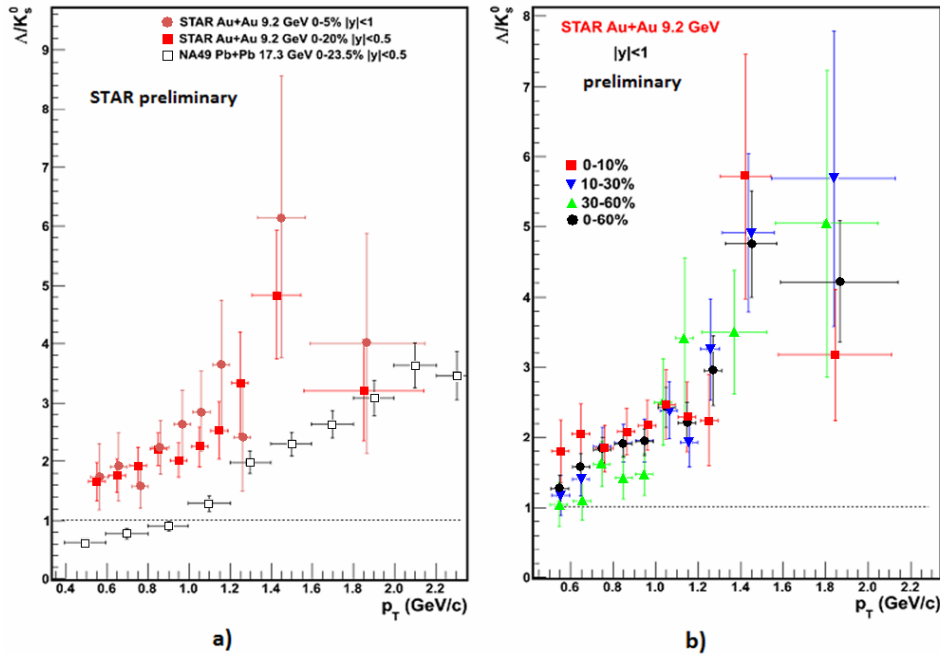 Λ/K⁰ₛ
STAR Au+Au 9.2 GeV 0-5% |y|<1
STAR Au+Au 9.2 GeV 0-20% |y|<0.5
NA49 Pb+Pb 17.3 GeV 0-23.5% |y|<0.5
STAR preliminary
9
8
7
6
5
4
3
2
1
0
0.4 0.6 0.8 1.0 1.2 1.4 1.6 1.8 2.0 2.2
p_T (GeV/c)
a)
Λ/K⁰ₛ
STAR Au+Au 9.2 GeV
|y|<1
preliminary
0-10%
10-30%
30-60%
0-60%
8
7
6
5
4
3
2
1
0
0.6 0.8 1.0 1.2 1.4 1.6 1.8 2.0 2.2
p_T (GeV/c)
b)